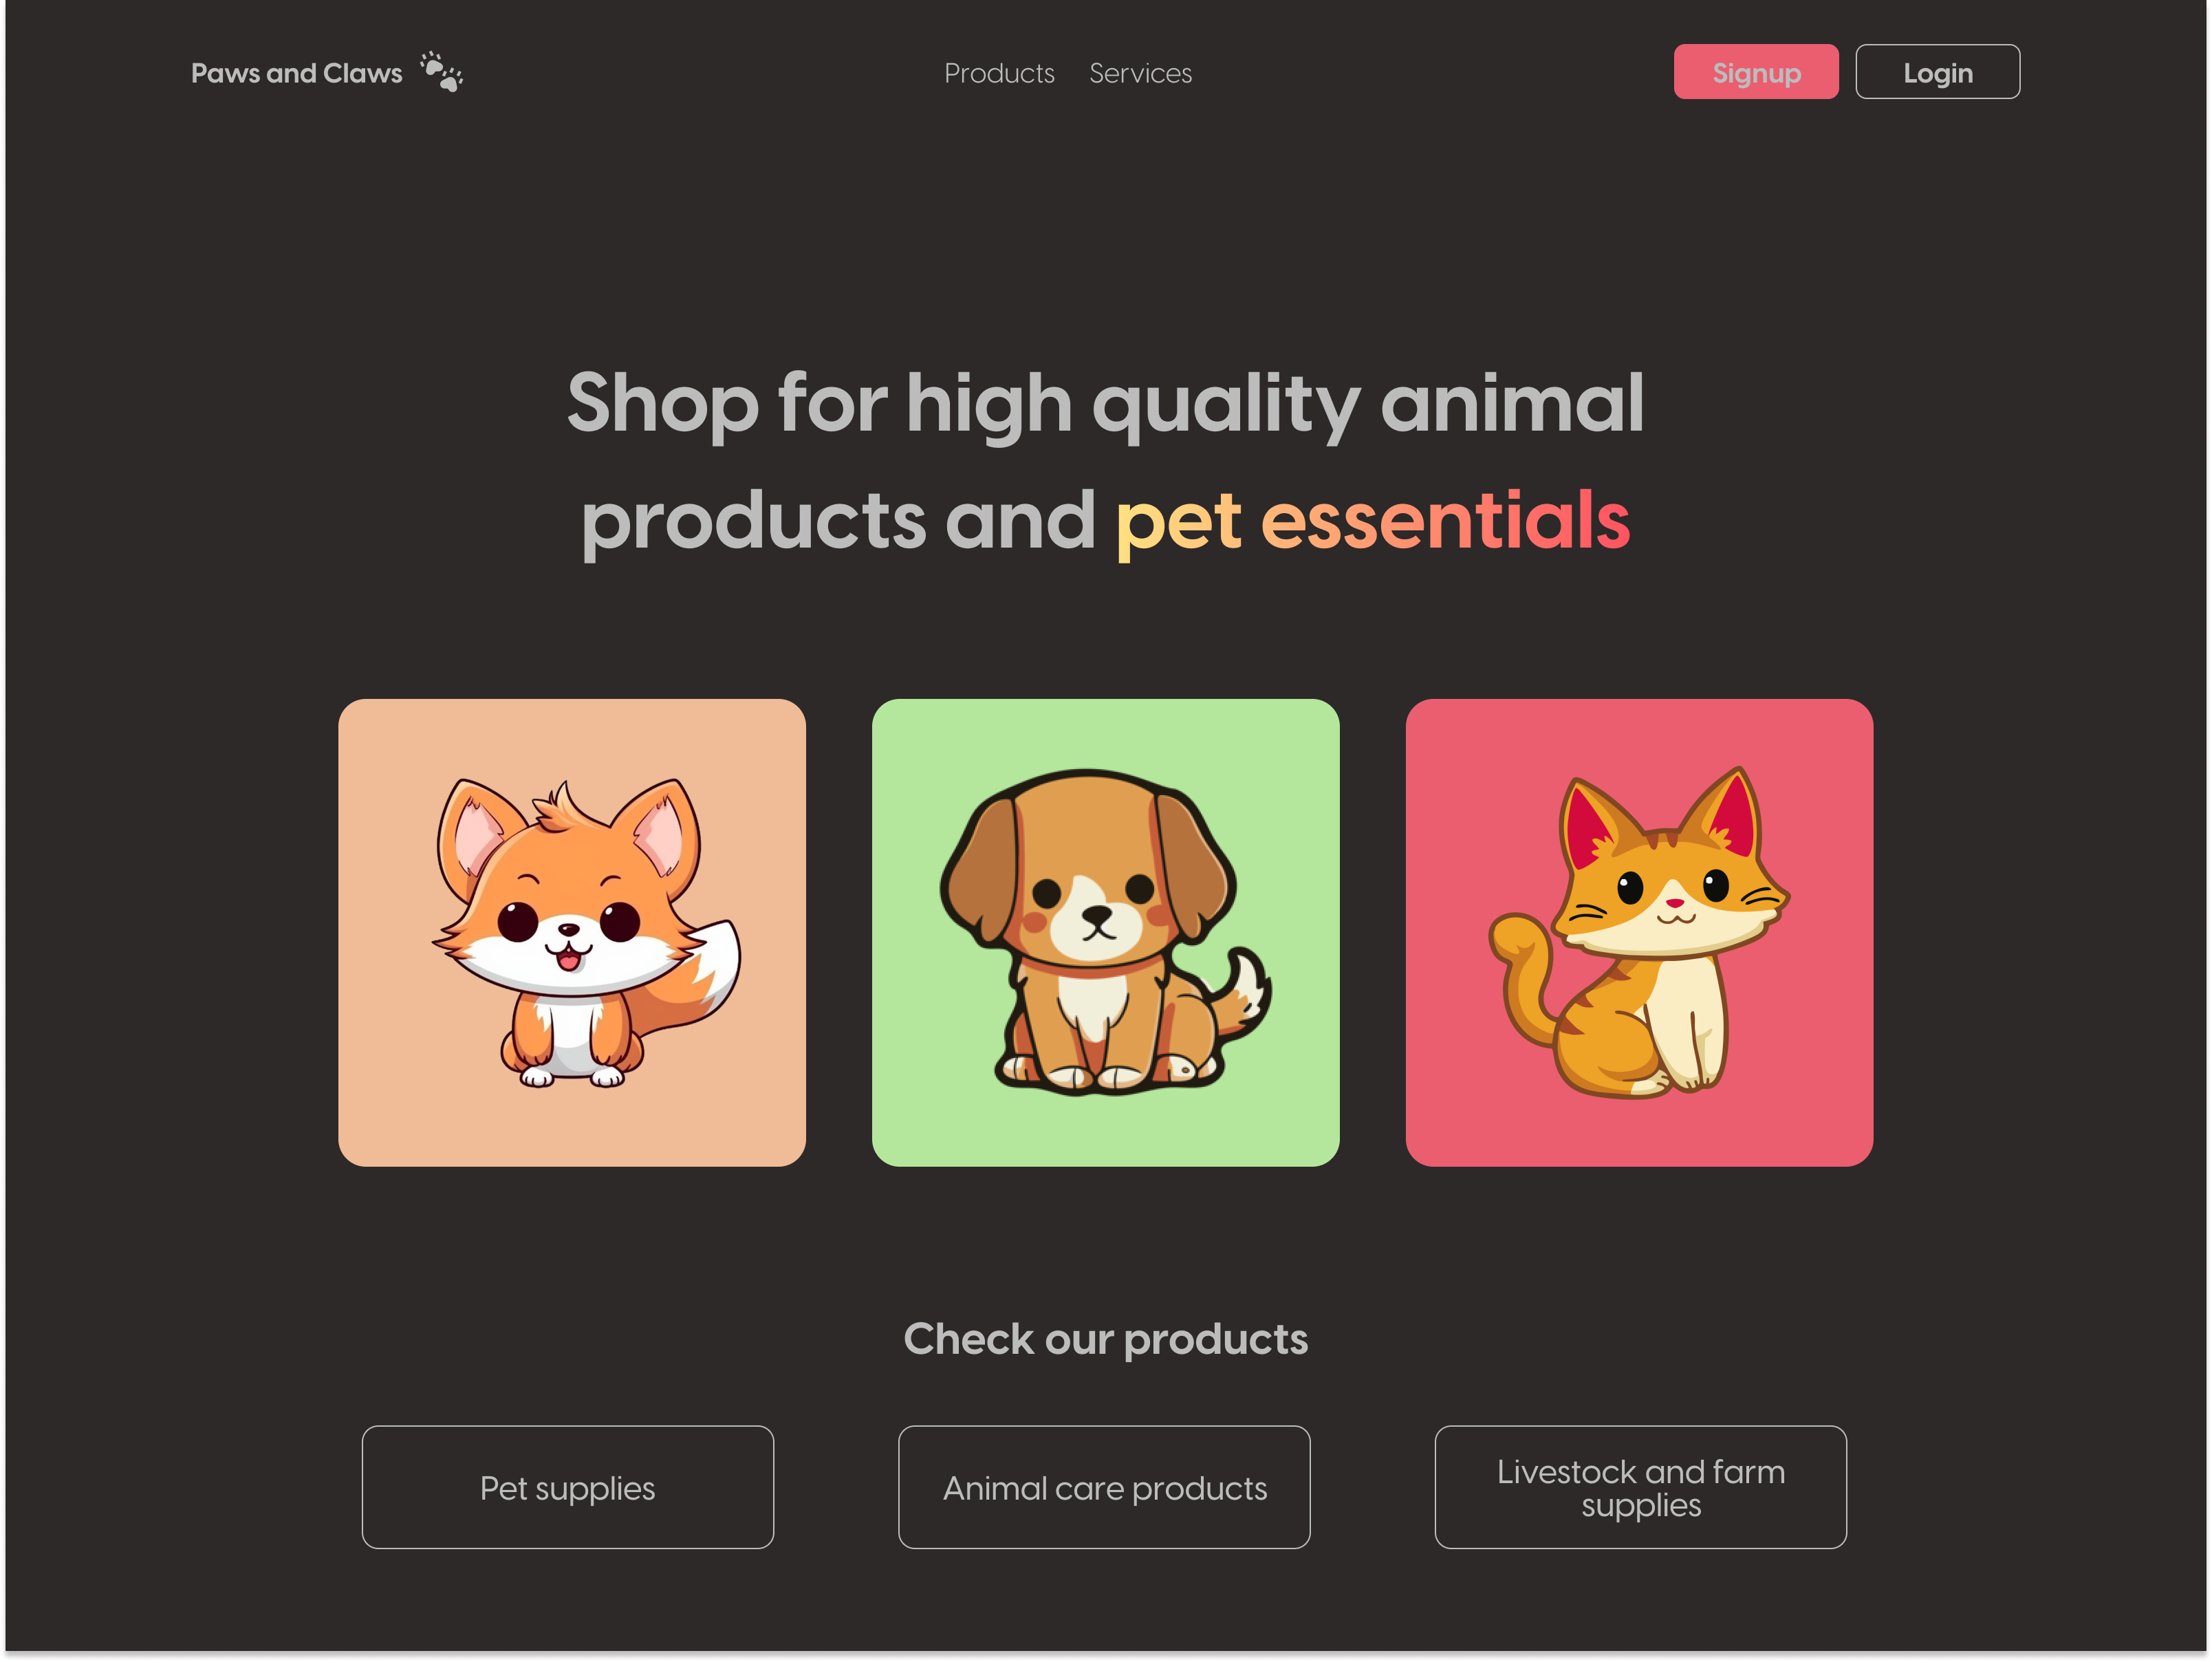 Paws and Claws
Products
Services
Signup
Login
Shop for high quality animal
products and pet essentials
Check our products
Pet supplies
Animal care products
Livestock and farm
supplies